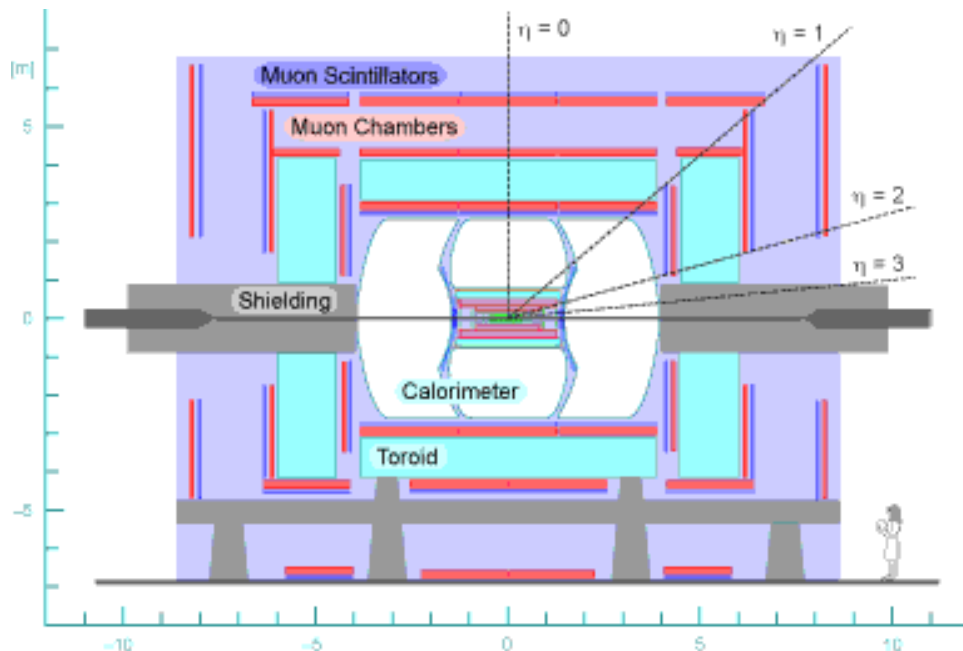 η = 0
η = 1
[m]
Muon Scintillators
5
Muon Chambers
η = 2
η = 3
Shielding
0
Calorimeter
Toroid
−5
−10
−5
0
5
10